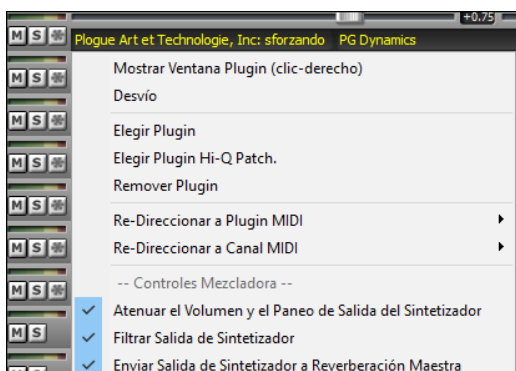 +0.75
M S Plogue Art et Technologie, Inc: sforzando PG Dynamics
M S Mostrar Ventana Plugin (clic-derecho)
Desvío
M S
Elegir Plugin
M S Elegir Plugin Hi-Q Patch.
Remover Plugin
M S
Re-Direccionar a Plugin MIDI
M S Re-Direccionar a Canal MIDI
M S -- Controles Mezcladora --
Atenuar el Volumen y el Paneo de Salida del Sintetizador
M S Filtrar Salida de Sintetizador
Enviar Salida de Sintetizador a Reverberación Maestra